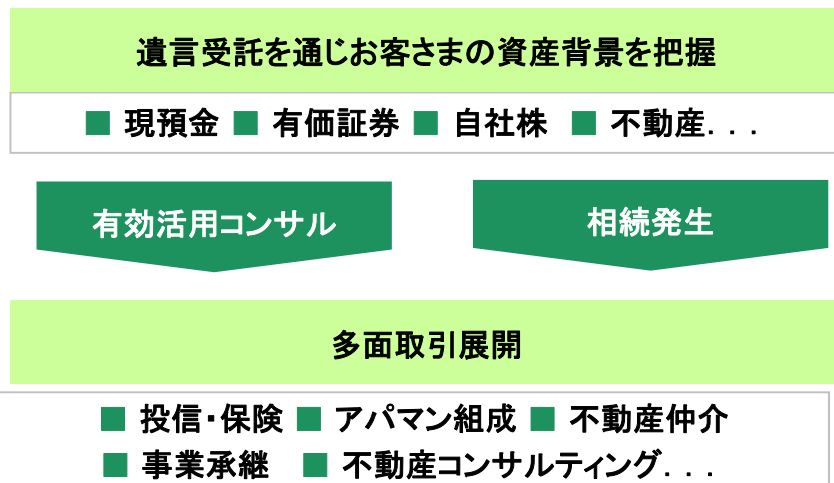 遺言受託を通じお客さまの資産背景を把握
■ 現預金 ■ 有価証券 ■ 自社株 ■ 不動産...
有効活用コンサル 相続発生
多面取引展開
■ 投信・保険 ■ アパマン組成 ■ 不動産仲介
■ 事業承継 ■ 不動産コンサルティング...